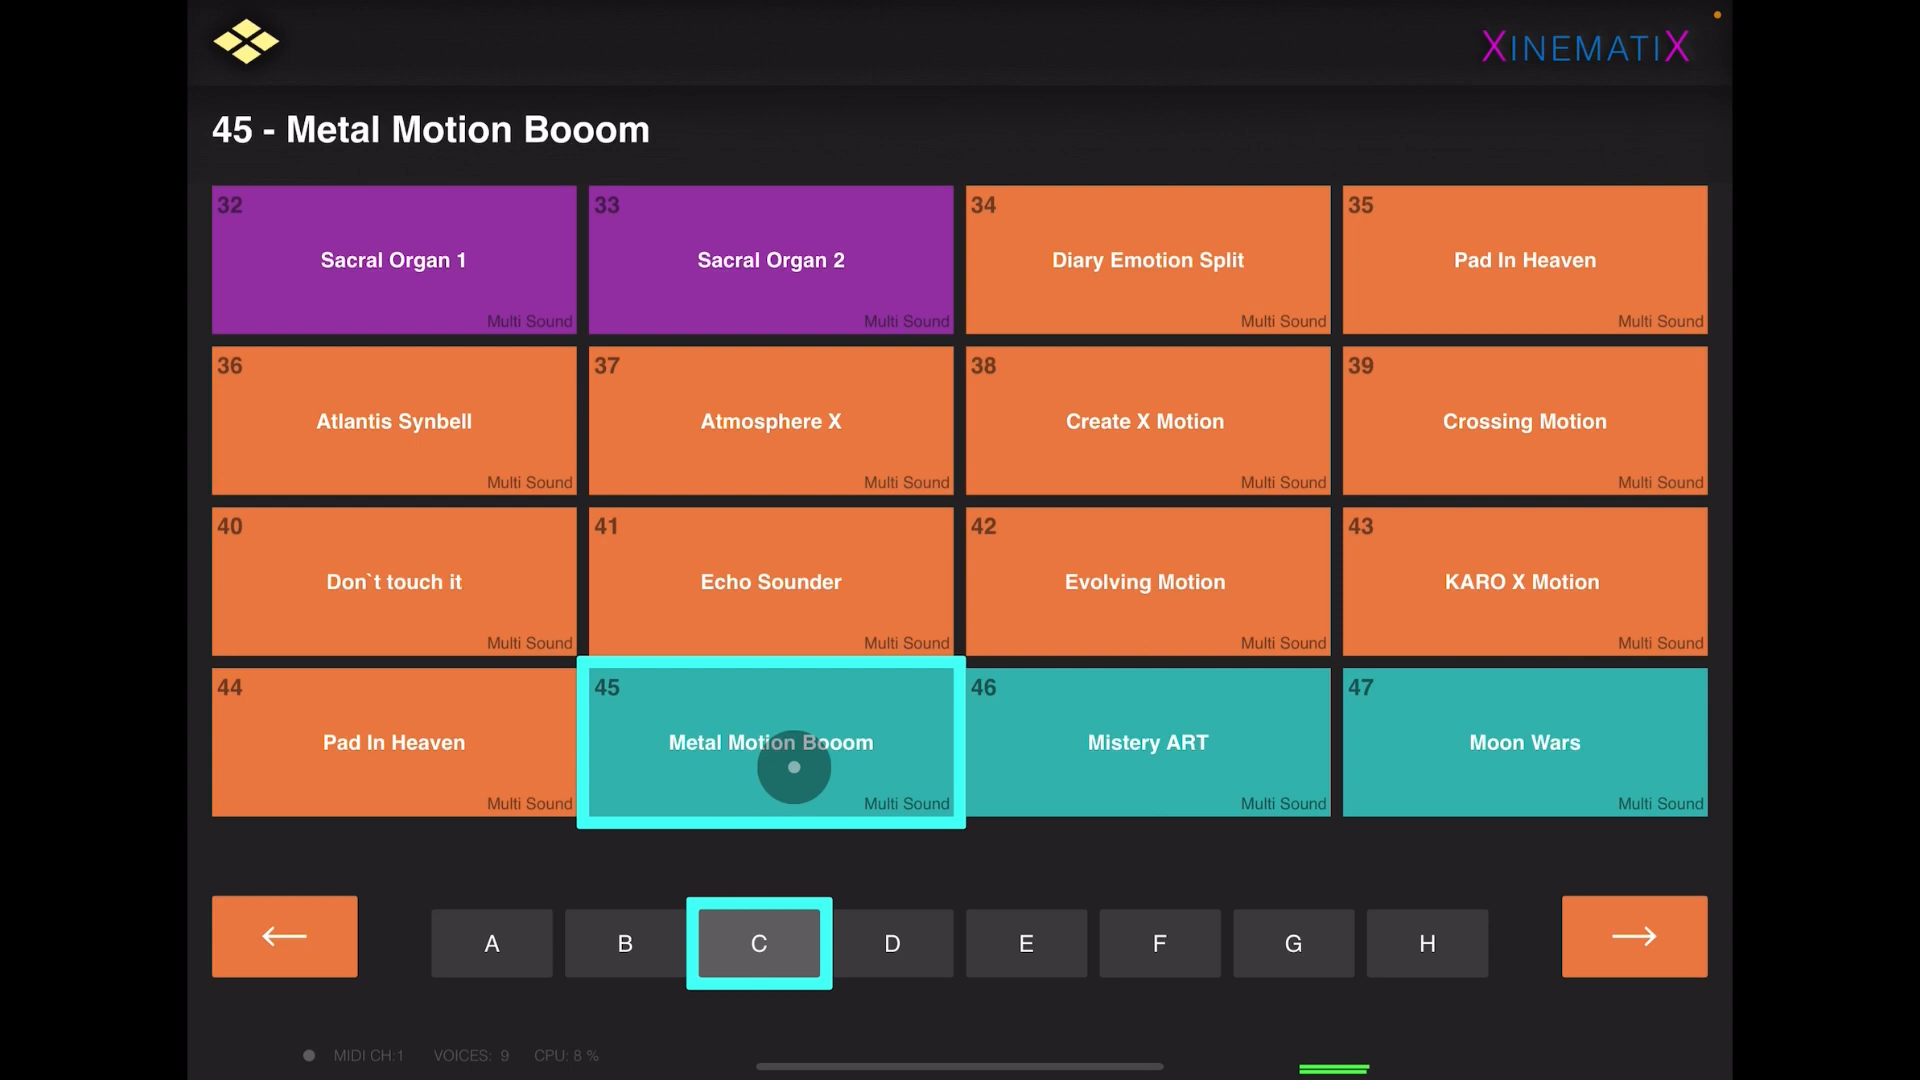 XINEMATIX
45 - Metal Motion Booom
32
Sacral Organ 1
Multi Sound
33
Sacral Organ 2
Multi Sound
34
Diary Emotion Split
Multi Sound
35
Pad In Heaven
Multi Sound
36
Atlantis Synbell
Multi Sound
37
Atmosphere X
Multi Sound
38
Create X Motion
Multi Sound
39
Crossing Motion
Multi Sound
40
Don`t touch it
Multi Sound
41
Echo Sounder
Multi Sound
42
Evolving Motion
Multi Sound
43
KARO X Motion
Multi Sound
44
Pad In Heaven
Multi Sound
45
Metal Motion Booom
Multi Sound
46
Mistery ART
Multi Sound
47
Moon Wars
Multi Sound
A B C D E F G H
MIDI CH:1 VOICES: 9 CPU: 8 %